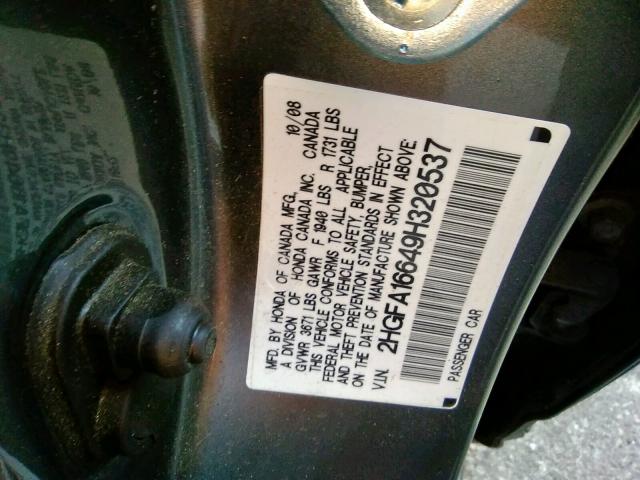 MFD. BY HONDA OF CANADA MFG. 10/08
A DIVISION OF HONDA CANADA INC. CANADA
GVWR 3671 LBS GAWR F 1940 LBS R 1731 LBS
THIS VEHICLE CONFORMS TO ALL APPLICABLE
FEDERAL MOTOR VEHICLE SAFETY, BUMPER,
AND THEFT PREVENTION STANDARDS IN EFFECT
ON THE DATE OF MANUFACTURE SHOWN ABOVE.
V.I.N. 2HGFA16649H320537
PASSENGER CAR